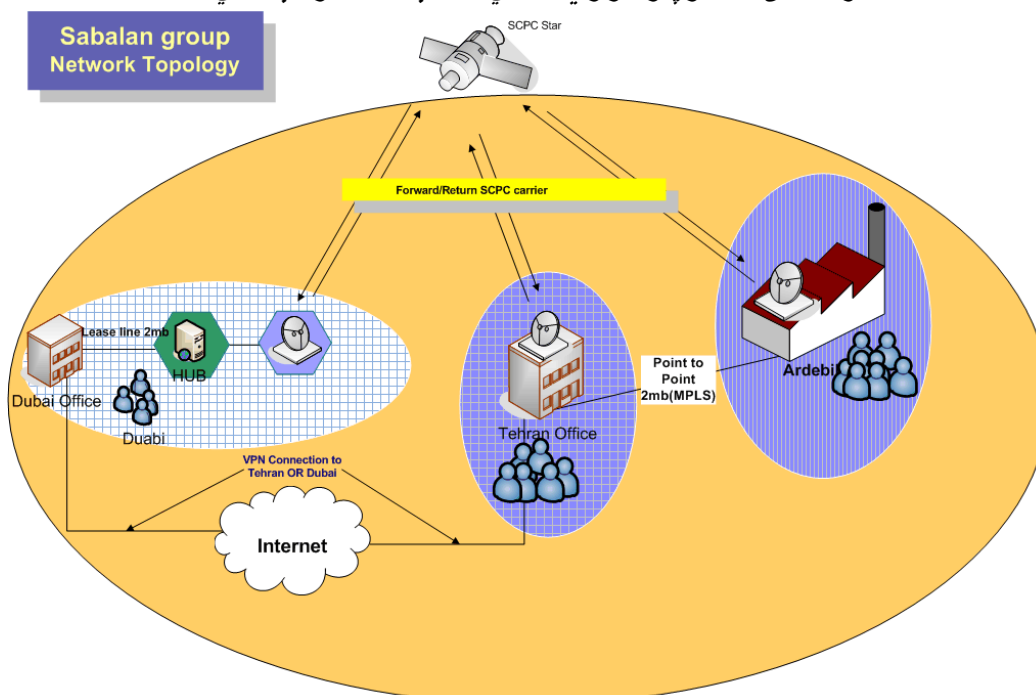 Sabalan group
Network Topology
SCPC Star
Forward/Return SCPC carrier
Lease line 2mb
HUB
Dubai Office
Duabi
Tehran Office
Point to
Point
2mb(MPLS)
Ardebil
VPN Connection to
Tehran OR Dubai
Internet